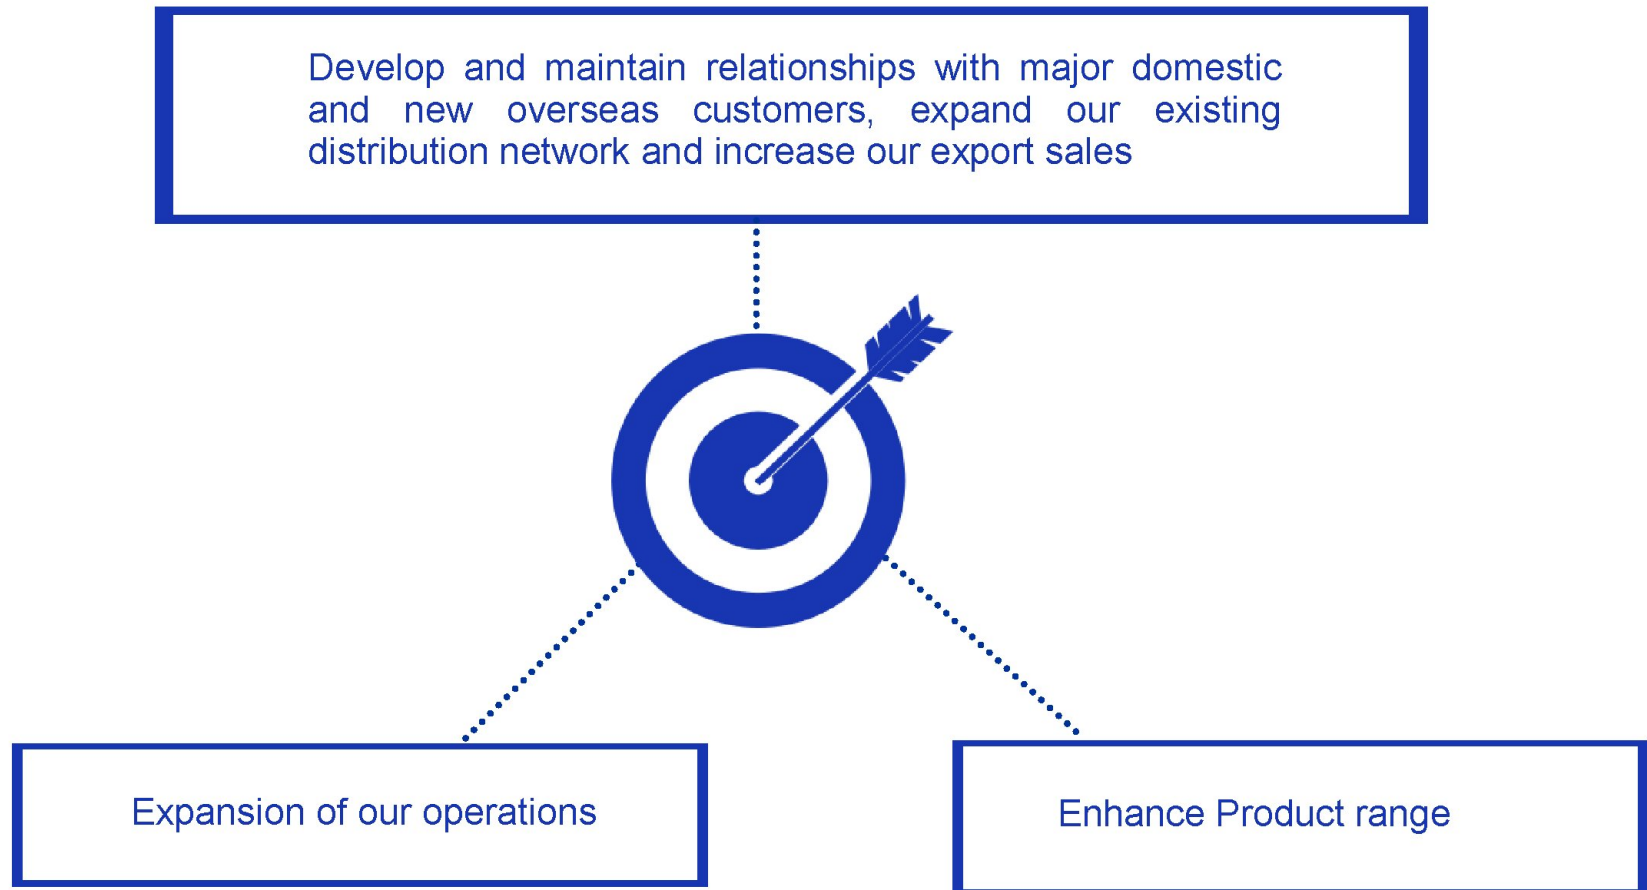 Develop and maintain relationships with major domestic
and new overseas customers, expand our existing
distribution network and increase our export sales
Expansion of our operations
Enhance Product range